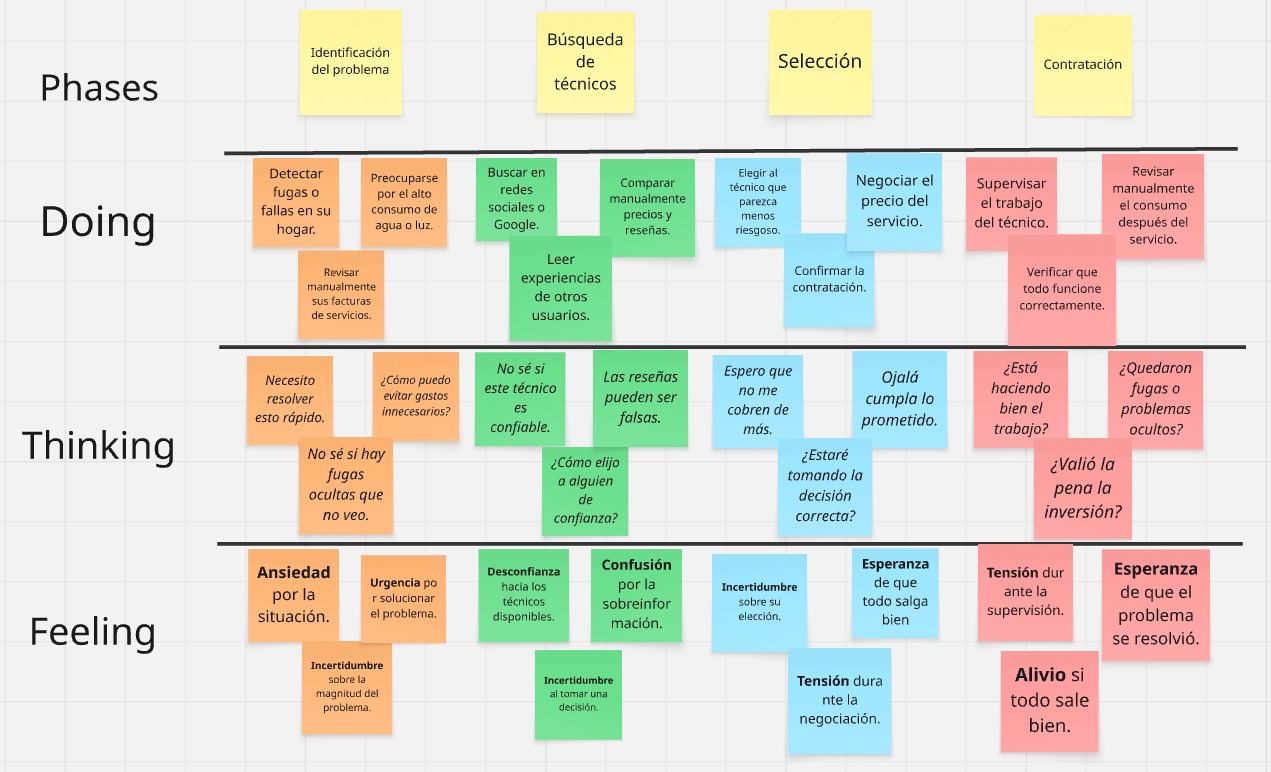 Phases
Identificación
del problema
Búsqueda
de
técnicos
Selección
Contratación
Doing
Detectar
fugas o
fallas en su
hogar.
Preocuparse
por el alto
consumo de
agua o luz.
Revisar
manualmente
sus facturas
de servicios.
Buscar en
redes
sociales o
Google.
Comparar
manualmente
precios y
reseñas.
Leer
experiencias
de otros
usuarios.
Elegir al
técnico que
parezca
menos
riesgoso.
Negociar el
precio del
servicio.
Confirmar la
contratación.
Supervisar
el trabajo
del técnico.
Revisar
manualmente
el consumo
después del
servicio.
Verificar que
todo funcione
correctamente.
Thinking
Necesito
resolver
esto rápido.
¿Cómo puedo
evitar gastos
innecesarios?
No sé si hay
fugas
ocultas que
no veo.
No sé si
este técnico
es
confiable.
Las reseñas
pueden ser
falsas.
¿Cómo elijo
a alguien
de
confianza?
Espero que
no me
cobren de
más.
Ojalá
cumpla lo
prometido.
¿Estaré
tomando la
decisión
correcta?
¿Está
haciendo
bien el
trabajo?
¿Quedaron
fugas o
problemas
ocultos?
¿Valió la
pena la
inversión?
Feeling
Ansiedad
por la
situación.
Urgencia po
r solucionar
el problema.
Incertidumbre
sobre la
magnitud del
problema.
Desconfianza
hacia los
técnicos
disponibles.
Confusión
por la
sobreinfor
mación.
Incertidumbre
al tomar una
decisión.
Incertidumbre
sobre su
elección.
Esperanza
de que
todo salga
bien
Tensión dura
nte la
negociación.
Tensión dur
ante la
supervisión.
Esperanza
de que el
problema
se resolvió.
Alivio si
todo sale
bien.